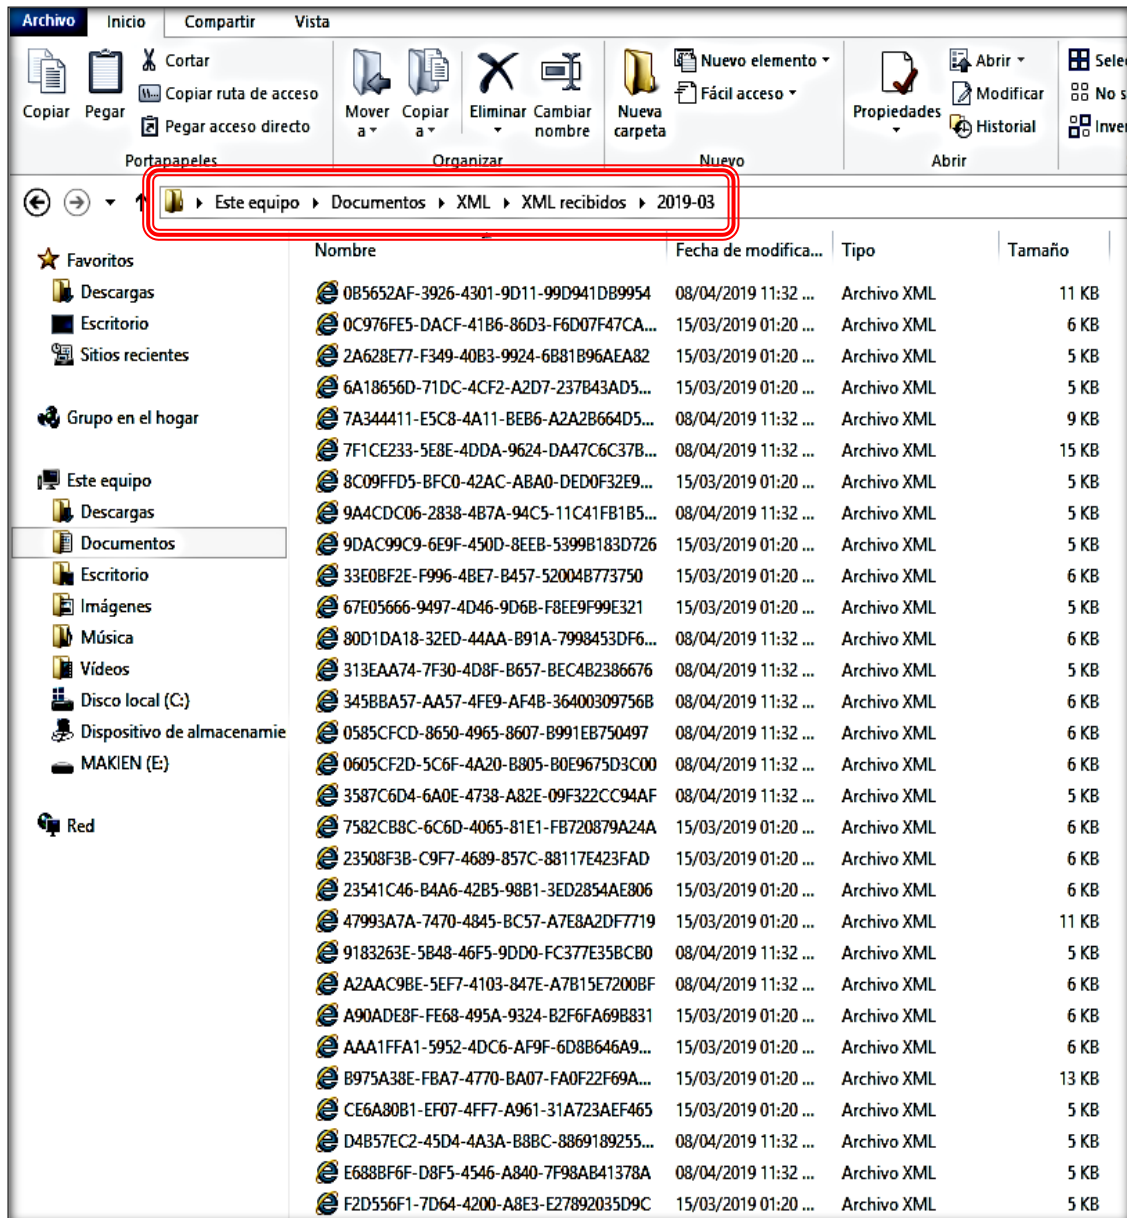 Archivo Inicio Compartir Vista
Cortar
Copiar ruta de acceso
Pegar acceso directo
Copiar Pegar
Portapapeles
Mover a Copiar a Eliminar Cambiar nombre
Organizar
Nueva carpeta
Nuevo elemento
Fácil acceso
Nuevo
Propiedades
Abrir
Modificar
Historial
Abrir
No s
Este equipo Documentos XML XML recibidos 2019-03
Nombre Fecha de modifica... Tipo Tamaño
Favoritos
Descargas
Escritorio
Sitios recientes
Grupo en el hogar
Este equipo
Descargas
Documentos
Escritorio
Imágenes
Música
Vídeos
Disco local (C:)
Dispositivo de almacenamie
MAKIEN (E:)
Red
0B5652AF-3926-4301-9D11-99D941DB9954 08/04/2019 11:32 ... Archivo XML 11 KB
0C976FE5-DACF-41B6-86D3-F6D07F47CA... 15/03/2019 01:20 ... Archivo XML 6 KB
2A628E77-F349-40B3-9924-6B81B96AEA82 15/03/2019 01:20 ... Archivo XML 5 KB
6A18656D-71DC-4CF2-A2D7-237B43AD5... 15/03/2019 01:20 ... Archivo XML 5 KB
7A344411-E5C8-4A11-BEB6-A2A2B664D5... 08/04/2019 11:32 ... Archivo XML 9 KB
7F1CE233-5E8E-4DDA-9624-DA47C6C37B... 08/04/2019 11:32 ... Archivo XML 15 KB
8C09FFD5-BFC0-42AC-ABA0-DED0F32E9... 15/03/2019 01:20 ... Archivo XML 5 KB
9A4CDC06-2838-4B7A-94C5-11C41FB1B5... 08/04/2019 11:32 ... Archivo XML 5 KB
9DAC99C9-6E9F-450D-8EEB-5399B183D726 15/03/2019 01:20 ... Archivo XML 5 KB
33E0BF2E-F996-4BE7-B457-52004B773750 15/03/2019 01:20 ... Archivo XML 6 KB
67E05666-9497-4D46-9D6B-F8EE9F99E321 15/03/2019 01:20 ... Archivo XML 5 KB
80D1DA18-32ED-44AA-B91A-7998453DF6... 08/04/2019 11:32 ... Archivo XML 6 KB
313EAA74-7F30-4D8F-B657-BEC4B2386676 08/04/2019 11:32 ... Archivo XML 5 KB
345BBA57-AA57-4FE9-AF4B-36400309756B 08/04/2019 11:32 ... Archivo XML 6 KB
0585CFCD-8650-4965-8607-B991EB750497 08/04/2019 11:32 ... Archivo XML 6 KB
0605CF2D-5C6F-4A20-B805-B0E9675D3C00 08/04/2019 11:32 ... Archivo XML 6 KB
3587C6D4-6A0E-4738-A82E-09F322CC94AF 08/04/2019 11:32 ... Archivo XML 5 KB
7582CB8C-6C6D-4065-81E1-FB720879A24A 15/03/2019 01:20 ... Archivo XML 6 KB
23508F3B-C9F7-4689-857C-88117E423FAD 15/03/2019 01:20 ... Archivo XML 6 KB
23541C46-B4A6-42B5-98B1-3ED2854AE806 15/03/2019 01:20 ... Archivo XML 6 KB
47993A7A-7470-4845-BC57-A7E8A2DF7719 15/03/2019 01:20 ... Archivo XML 11 KB
9183263E-5B48-46F5-9DD0-FC377E35BCB0 08/04/2019 11:32 ... Archivo XML 5 KB
A2AAC9BE-5EF7-4103-847E-A7B15E7200BF 08/04/2019 11:32 ... Archivo XML 6 KB
A90ADE8F-FE68-495A-9324-B2F6FA69B831 15/03/2019 01:20 ... Archivo XML 6 KB
AAA1FFA1-5952-4DC6-AF9F-6D8B646A9... 15/03/2019 01:20 ... Archivo XML 6 KB
B975A38E-FBA7-4770-BA07-FA0F22F69A... 15/03/2019 01:20 ... Archivo XML 13 KB
CE6A80B1-EF07-4FF7-A961-31A723AEF465 15/03/2019 01:20 ... Archivo XML 5 KB
D4B57EC2-45D4-4A3A-B8BC-8869189255... 08/04/2019 11:32 ... Archivo XML 5 KB
E688BF6F-D8F5-4546-A840-7F98AB41378A 08/04/2019 11:32 ... Archivo XML 5 KB
F2D556F1-7D64-4200-A8E3-E27892035D9C 15/03/2019 01:20 ... Archivo XML 5 KB